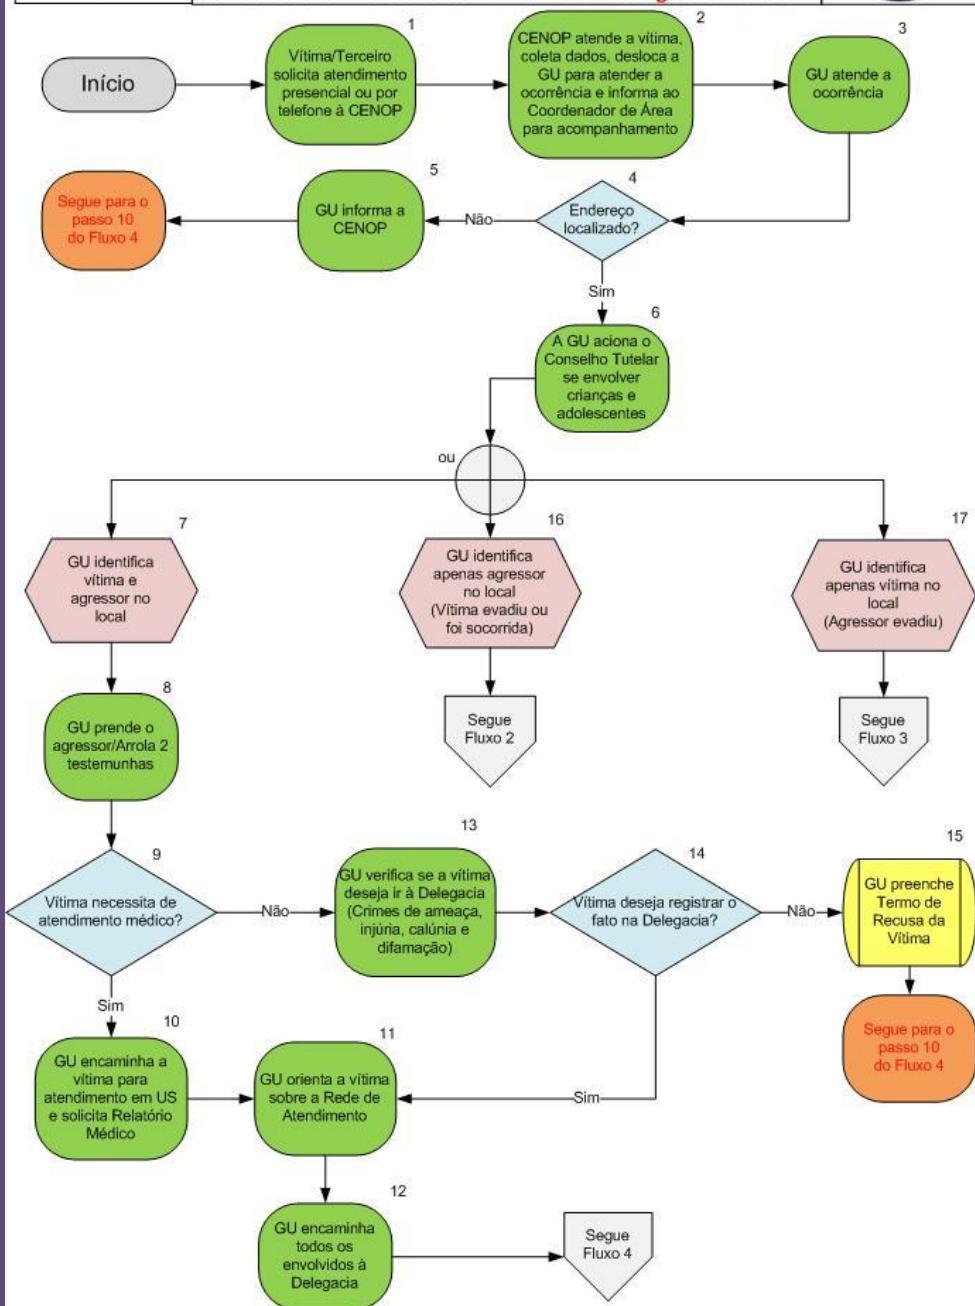 1
2
3
Início
Vítima/Terceiro
solicita atendimento
presencial ou por
telefone à CENOP
CENOP atende a vítima,
coleta dados, desloca a
GU para atender a
ocorrência e informa ao
Coordenador de Área
para acompanhamento
GU atende a
ocorrência
Segue para o
passo 10
do Fluxo 4
5
GU informa a
CENOP
Não
4
Endereço
localizado?
Sim
6
A GU aciona o
Conselho Tutelar
se envolver
crianças e
adolescentes
ou
7
GU identifica
vítima e
agressor no
local
16
GU identifica
apenas agressor
no local
(Vítima evadiu ou
foi socorrida)
17
GU identifica
apenas vítima no
local
(Agressor evadiu)
8
GU prende o
agressor/Arrola 2
testemunhas
Segue
Fluxo 2
Segue
Fluxo 3
9
Vítima necessita de
atendimento médico?
Não
13
GU verifica se a vítima
deseja ir à Delegacia
(Crimes de ameaça,
injúria, calúnia e
difamação)
14
Vítima deseja registrar o
fato na Delegacia?
Não
15
GU preenche
Termo de
Recusa da
Vítima
Sim
10
GU encaminha a
vítima para
atendimento em US
e solicita Relatório
Médico
11
GU orienta a vítima
sobre a Rede de
Atendimento
Sim
Segue para o
passo 10
do Fluxo 4
12
GU encaminha
todos os
envolvidos à
Delegacia
Segue
Fluxo 4